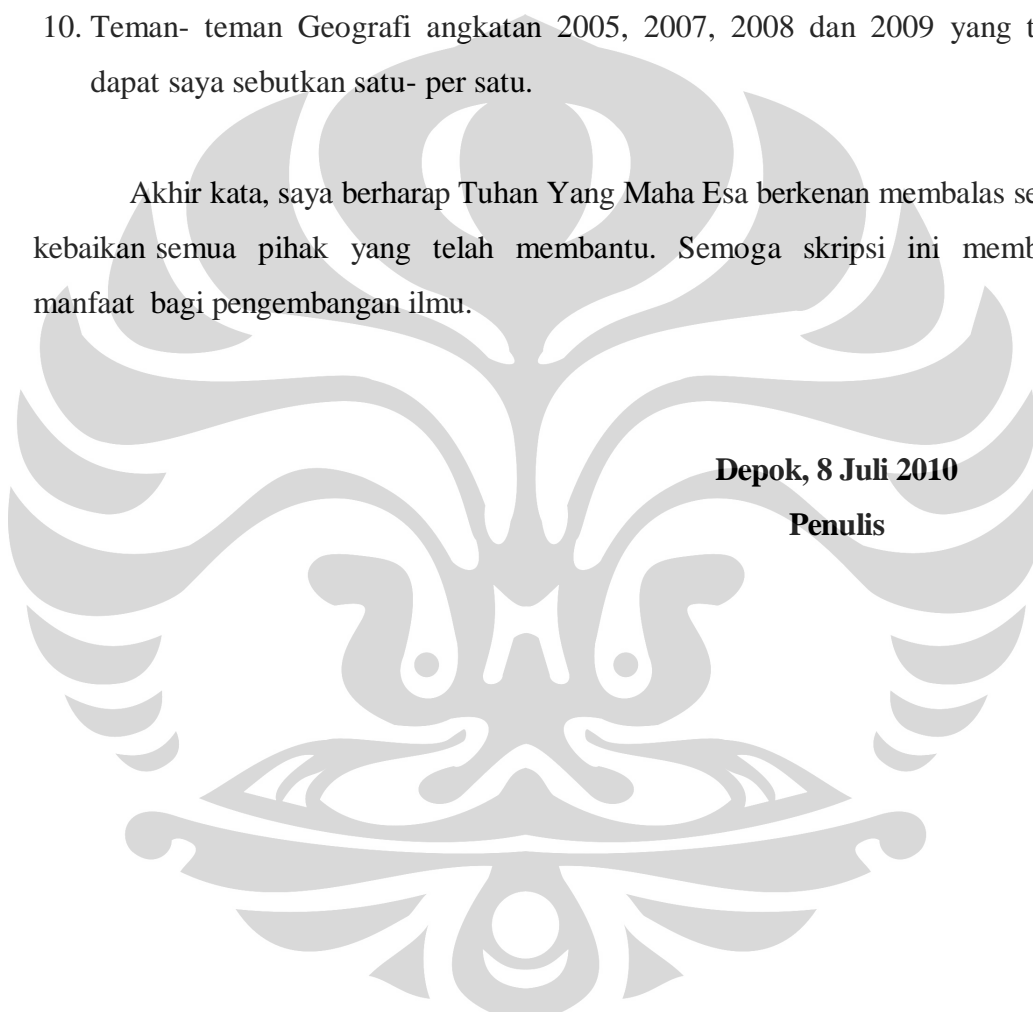 10. Teman- teman Geografi angkatan 2005, 2007, 2008 dan 2009 yang
dapat saya sebutkan satu- per satu.
Akhir kata, saya berharap Tuhan Yang Maha Esa berkenan membalas
kebaikan semua pihak yang telah membantu. Semoga skripsi ini
manfaat bagi pengembangan ilmu.
Depok, 8 Juli 2010
Penulis